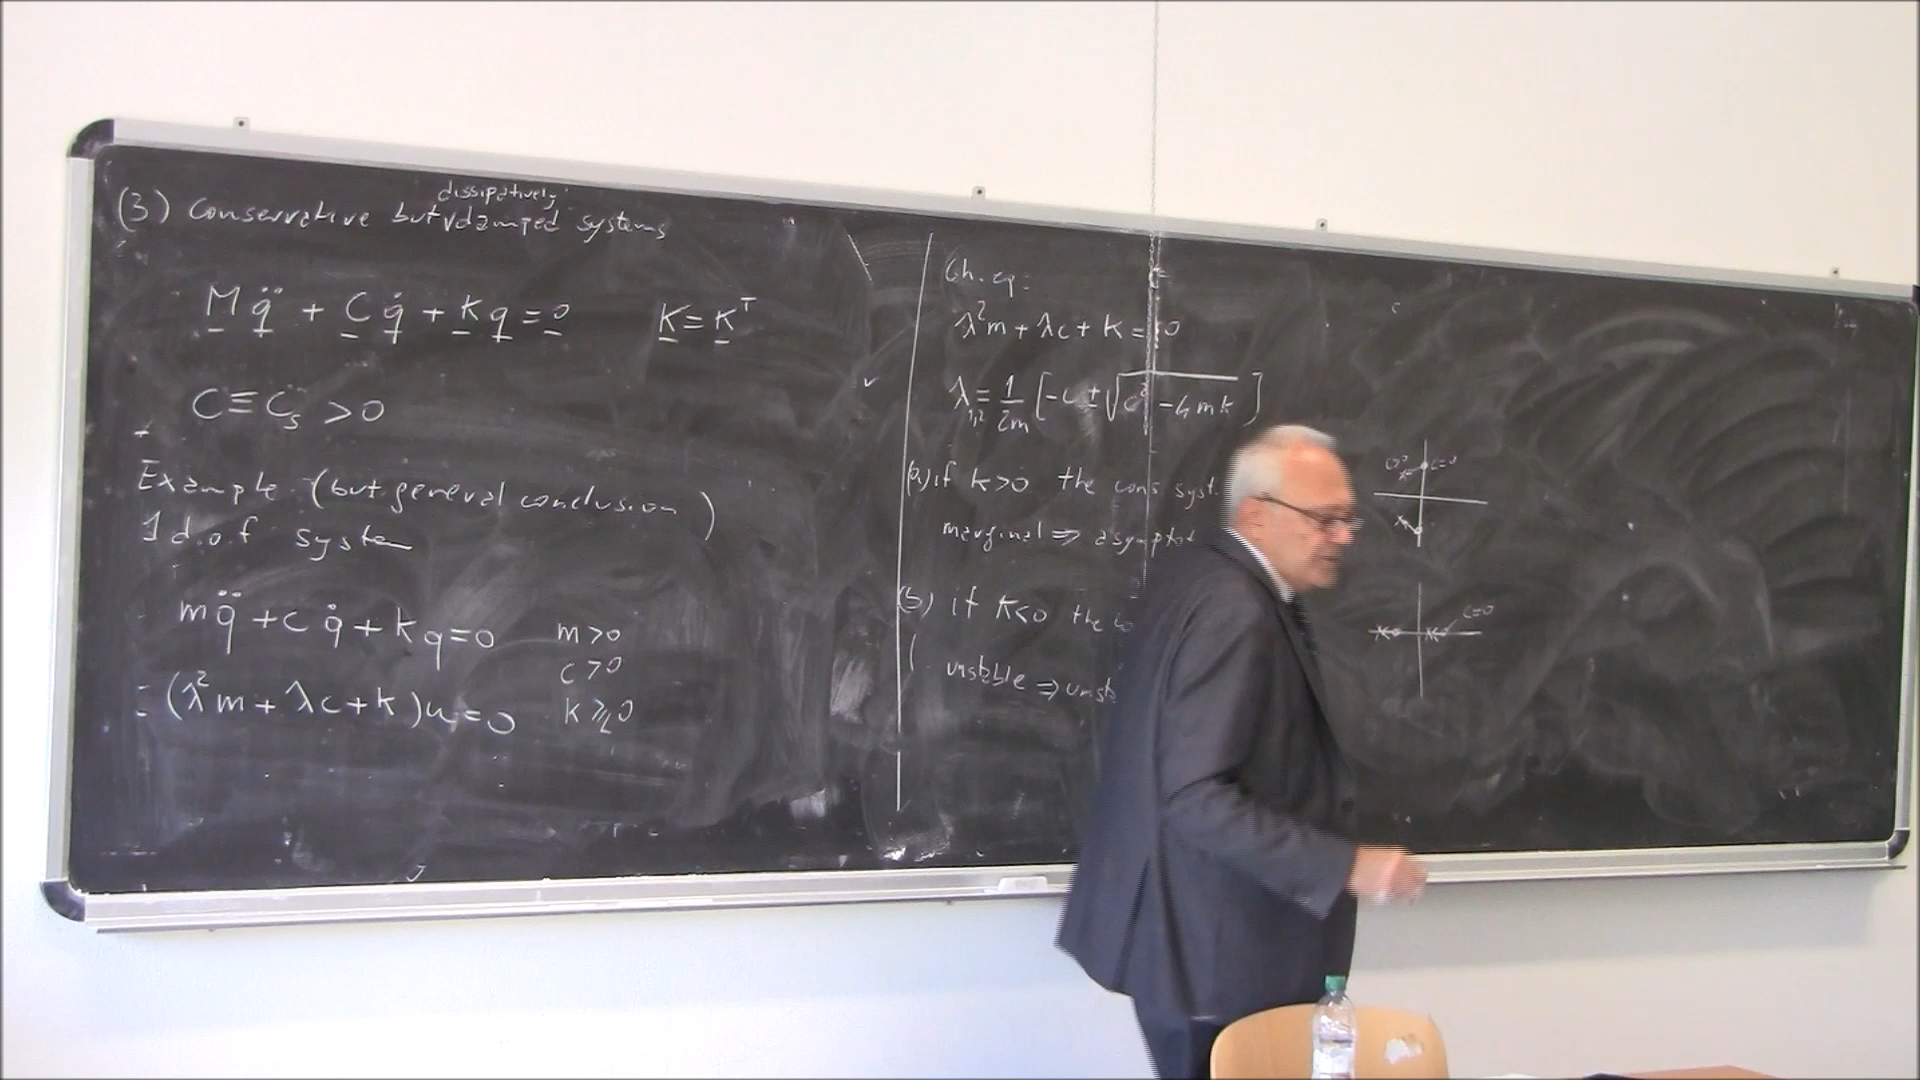 dissipatively
(3) Conservative but √damped systems
M q̈ + C q̇ + K q = 0   K = Kᵀ
C ≡ Cₛ > 0
Example (but general conclusion)
1 d.o.f system
m q̈ + c q̇ + k q = 0   m > 0
c > 0
= (λ²m + λc + k)u = 0   k ⋛ 0
Ch. eq:
λ²m + λc + k = 0
λ₁,₂ = 1/2m [-c ± √c² - 4mk ]
(a) if k>0 the cons syst.
marginal ⇒ asymptot
(b) if k<0 the
unstable ⇒ unst
c>0 c=0
c=0